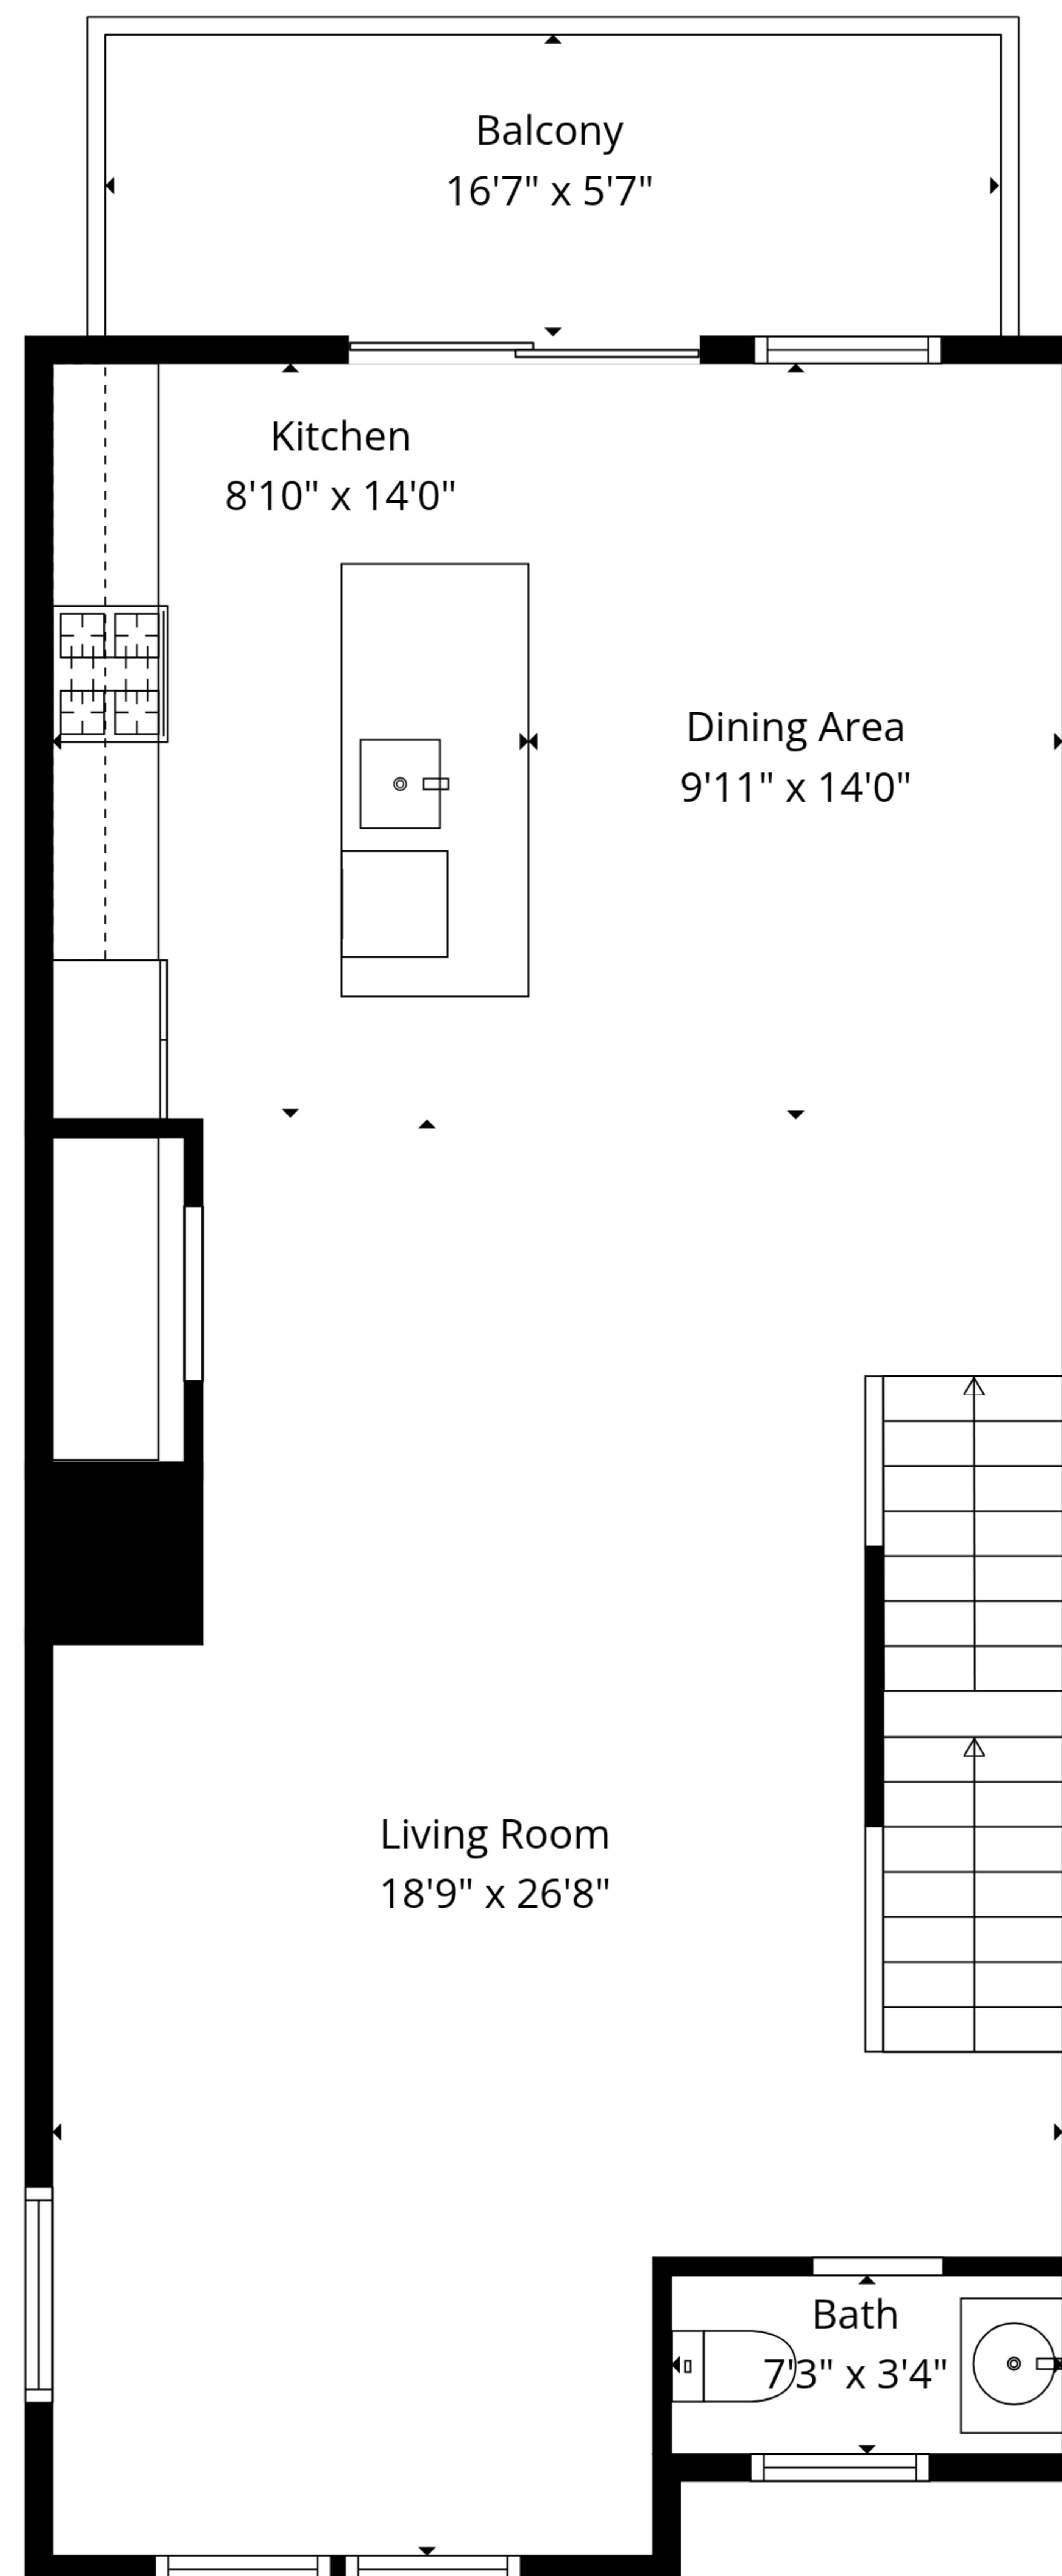 Balcony
16'7" x 5'7"
Kitchen
8'10" x 14'0"
Dining Area
9'11" x 14'0"
Living Room
18'9" x 26'8"
Bath
7'3" x 3'4"